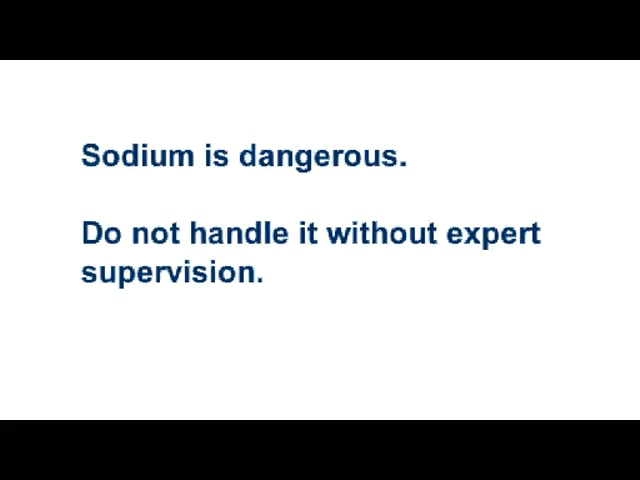 Sodium is dangerous.
Do not handle it without expert
supervision.